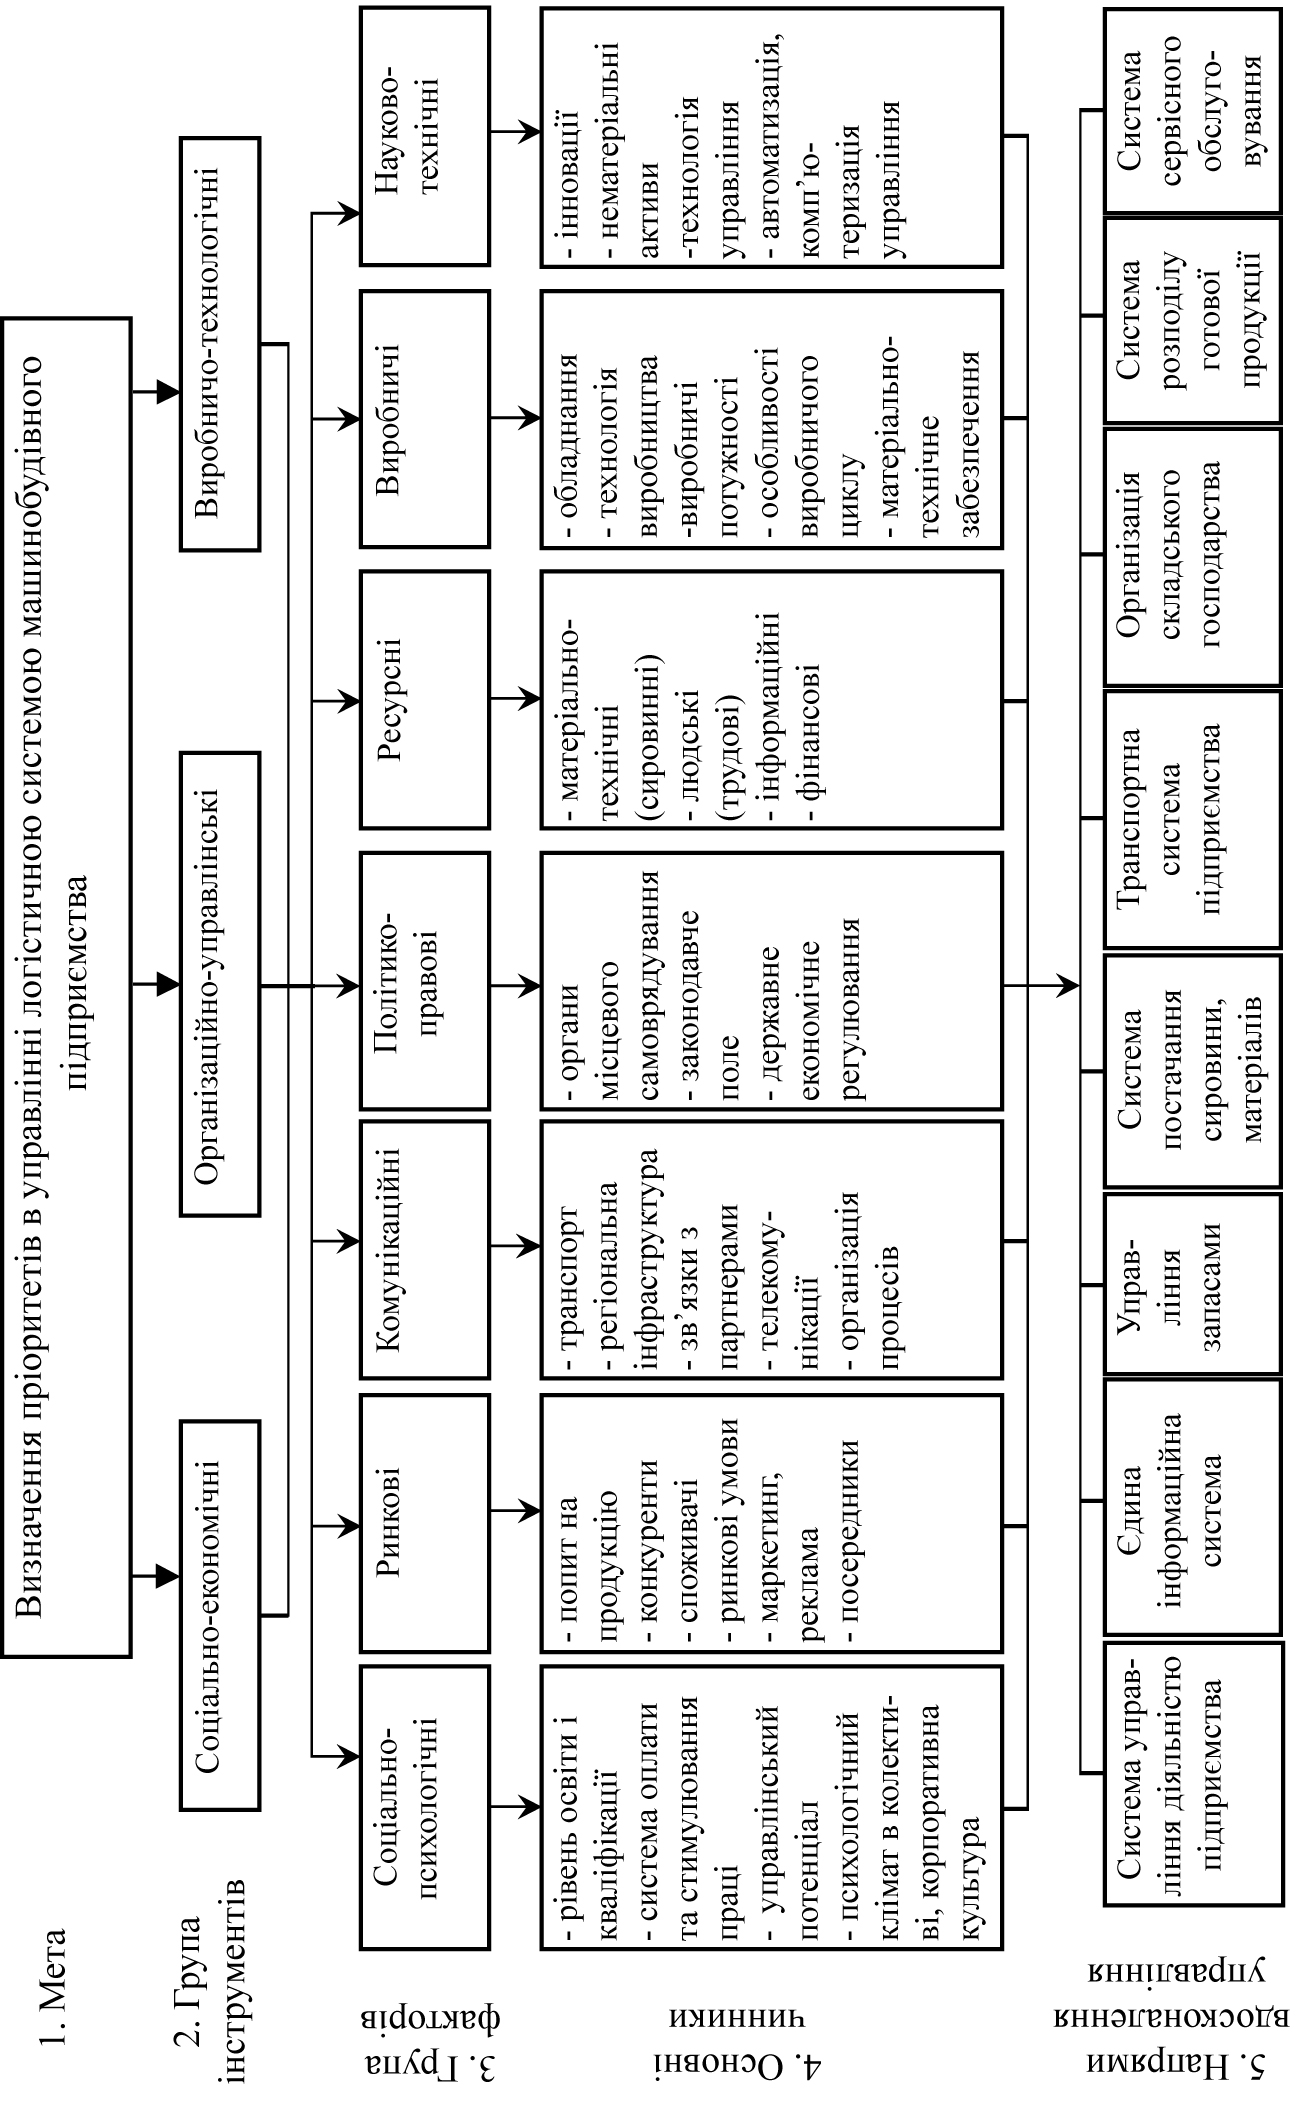 1. Мета
Визначення пріоритетів в управлінні логістичною системою машинобудівного
підприємства
2. Група
інструментів
Соціально-економічні
Організаційно-управлінські
Виробничо-технологічні
3. Група
факторів
Соціально-
психологічні
Ринкові
Комунікаційні
Політико-
правові
Ресурсні
Виробничі
Науково-
технічні
4. Основні
чинники
- рівень освіти і
кваліфікації
- система оплати
та стимулювання
праці
- управлінський
потенціал
- психологічний
клімат в колекти-
ві, корпоративна
культура
- попит на
продукцію
- конкуренти
- споживачі
- ринкові умови
- маркетинг,
реклама
- посередники
- транспорт
- регіональна
інфраструктура
- зв’язки з
партнерами
- телекому-
нікації
- організація
процесів
- органи
місцевого
самоврядування
- законодавче
поле
- державне
економічне
регулювання
- матеріально-
технічні
(сировинні)
- людські
(трудові)
- інформаційні
- фінансові
- обладнання
- технологія
виробництва
-виробничі
потужності
- особливості
виробничого
циклу
- матеріально-
технічне
забезпечення
- інновації
- нематеріальні
активи
-технологія
управління
- автоматизація,
комп’ю-
теризація
управління
5. Напрями
вдосконалення
управління
Система управ-
ління діяльністю
підприємства
Єдина
інформаційна
система
Управ-
ління
запасами
Система
постачання
сировини,
матеріалів
Транспортна
система
підприємства
Організація
складського
господарства
Система
розподілу
готової
продукції
Система
сервісного
обслуго-
вування